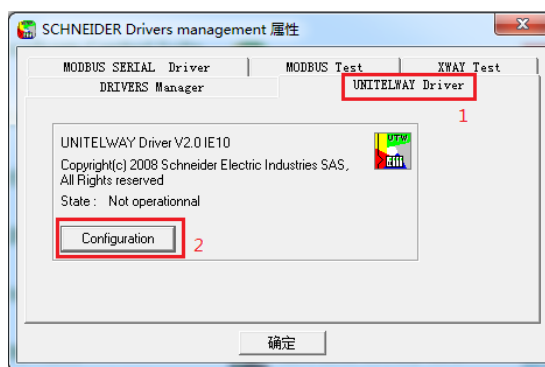 SCHNEIDER Drivers management 属性
MODBUS SERIAL Driver
MODBUS Test
XWAY Test
DRIVERS Manager
UNITELWAY Driver
1
UNITELWAY Driver V2.0 IE10
UTW
Copyright(c) 2008 Schneider Electric Industries SAS,
All Rights reserved
State : Not operationnal
Configuration
2
确定